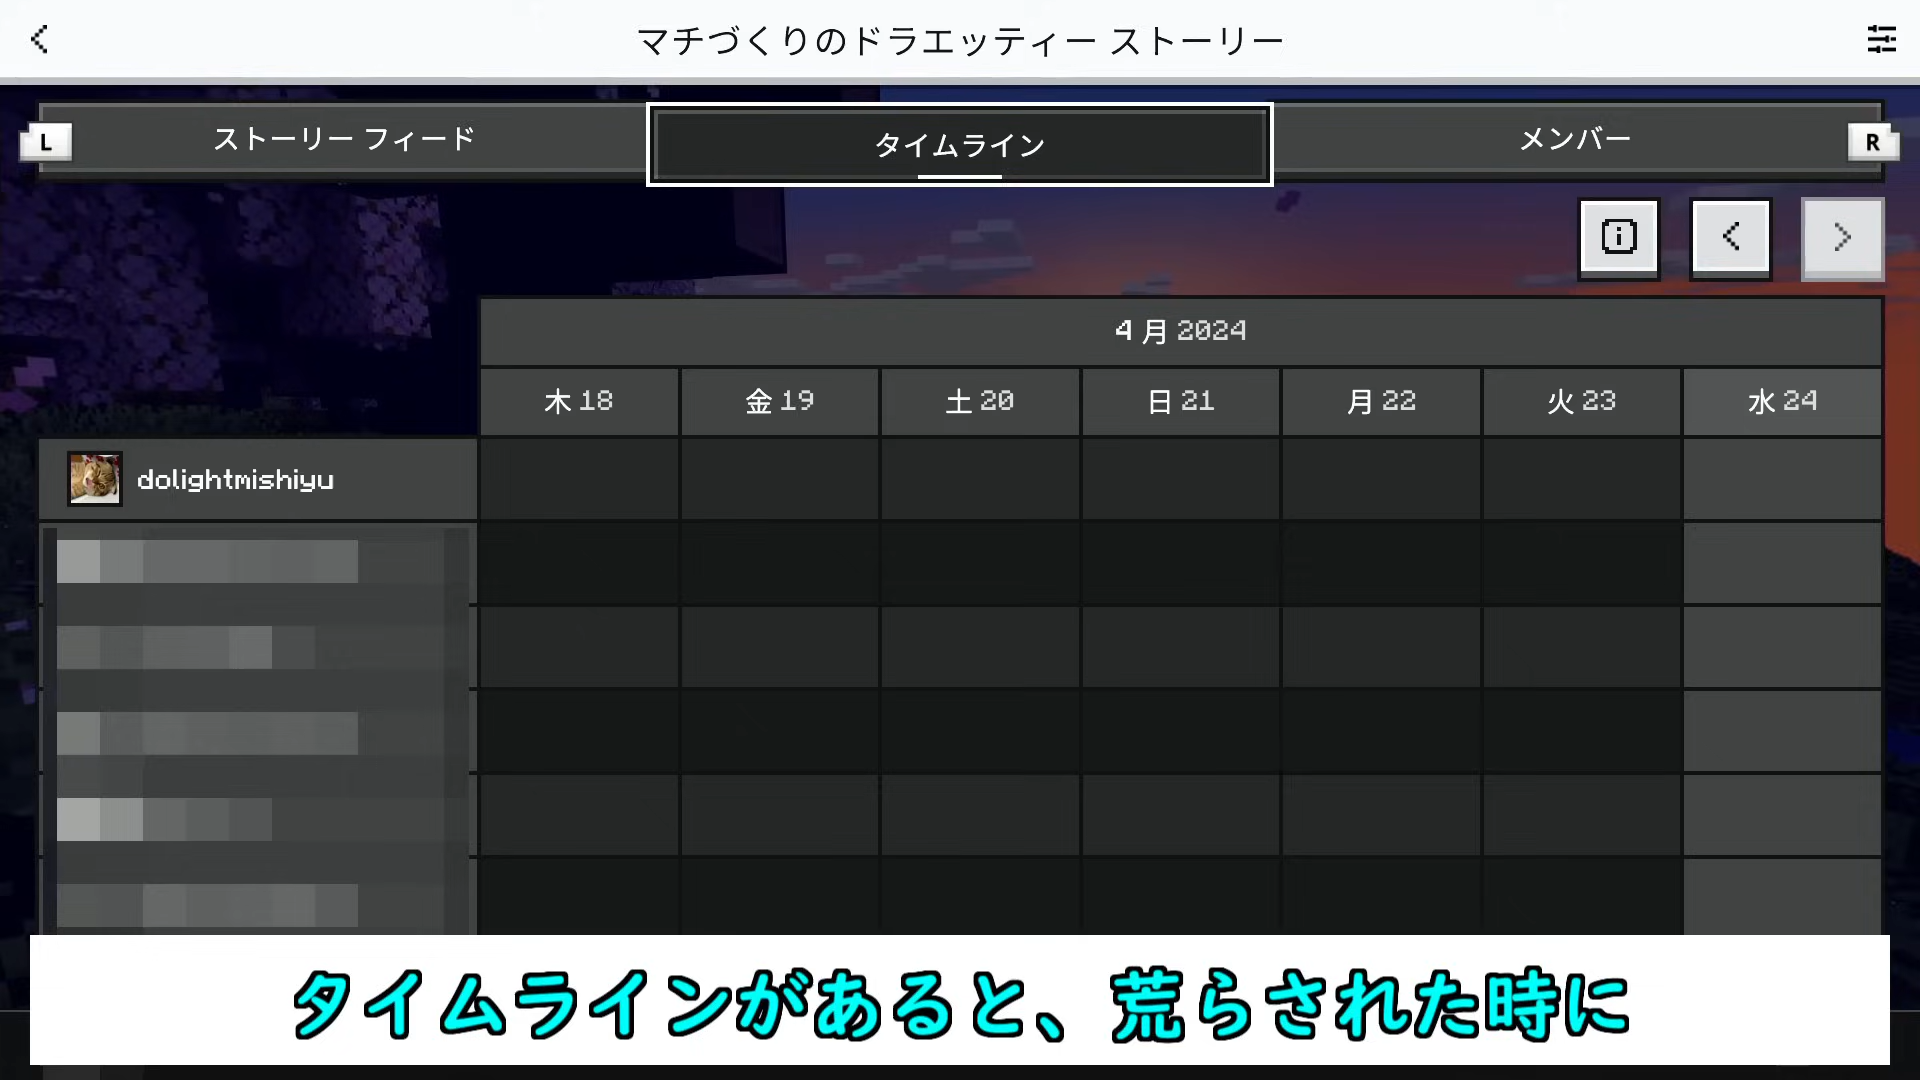 マチづくりのドラエッティー ストーリー
L
ストーリー フィード
タイムライン
メンバー
R
4 月 2024
木 18
金 19
土 20
日 21
月 22
火 23
水 24
dolightmishiyu
タイムラインがあると、荒らされた時に